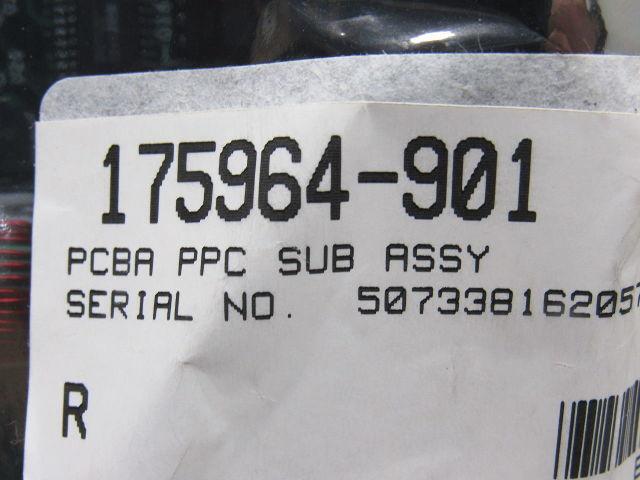 175964-901
PCBA PPC SUB ASSY
SERIAL NO. 507338162057
R